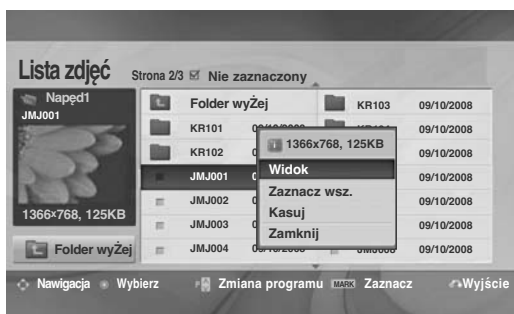 Lista zdjęć Strona 2/3 Nie zaznaczony
Napęd1
JMJ001
1366x768, 125KB
Folder wyŻej
Folder wyŻej
KR103 09/10/2008
KR101
09/10/2008
KR102
09/10/2008
JMJ001
09/10/2008
JMJ002
09/10/2008
JMJ003
09/10/2008
JMJ004
09/10/2008
1366x768, 125KB
Widok
Zaznacz wsz.
Kasuj
Zamknij
Nawigacja Wybierz Zmiana programu MARK Zaznacz Wyjście